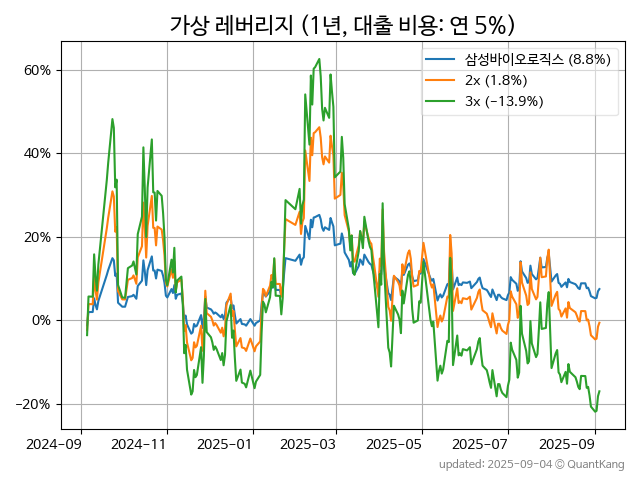 가상 레버리지 (1년, 대출 비용: 연 5%)
삼성바이오로직스 (8.8%)
2x (1.8%)
3x (−13.9%)
60%
40%
20%
0%
−20%
2024-09
2024-11
2025-01
2025-03
2025-05
2025-07
2025-09
updated: 2025-09-04 © QuantKang